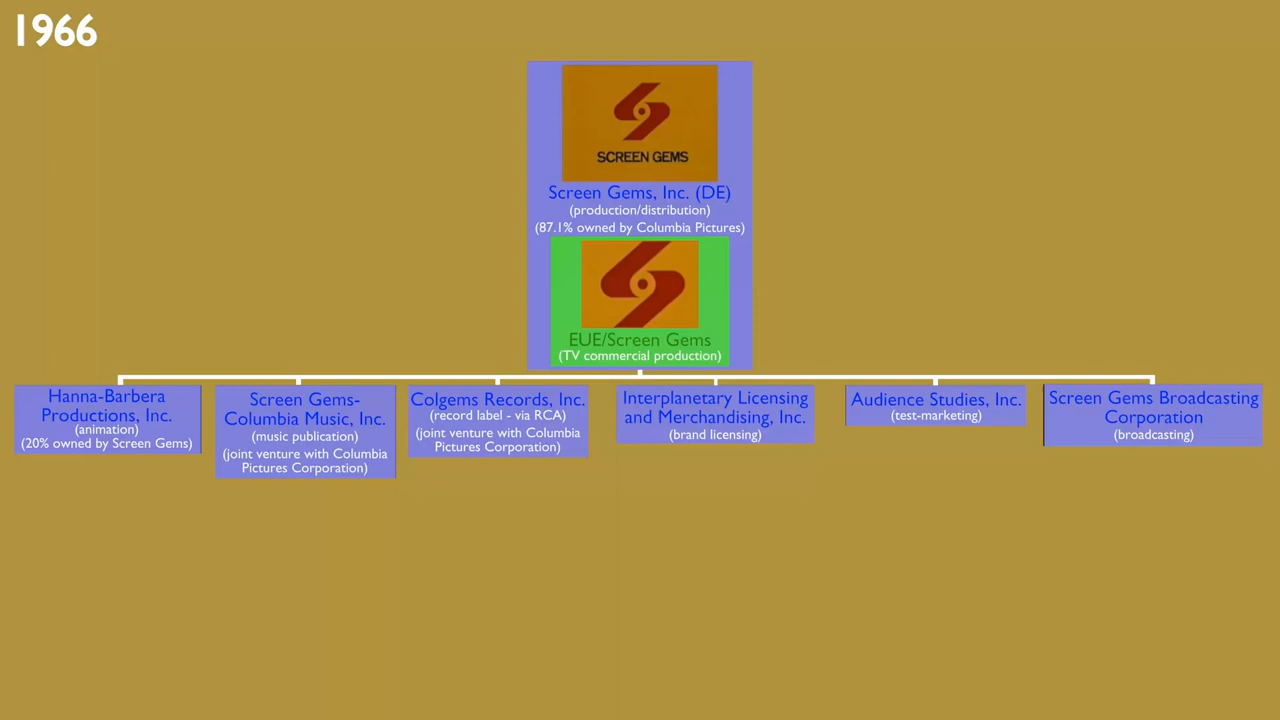 1966
SCREEN GEMS
Screen Gems, Inc. (DE)
(production/distribution)
(87.1% owned by Columbia Pictures)
EUE/Screen Gems
(TV commercial production)
Hanna-Barbera
Productions, Inc.
(animation)
(20% owned by Screen Gems)
Screen Gems-
Columbia Music, Inc.
(music publication)
(joint venture with Columbia
Pictures Corporation)
Colgems Records, Inc.
(record label - via RCA)
(joint venture with Columbia
Pictures Corporation)
Interplanetary Licensing
and Merchandising, Inc.
(brand licensing)
Audience Studies, Inc.
(test-marketing)
Screen Gems Broadcasting
Corporation
(broadcasting)